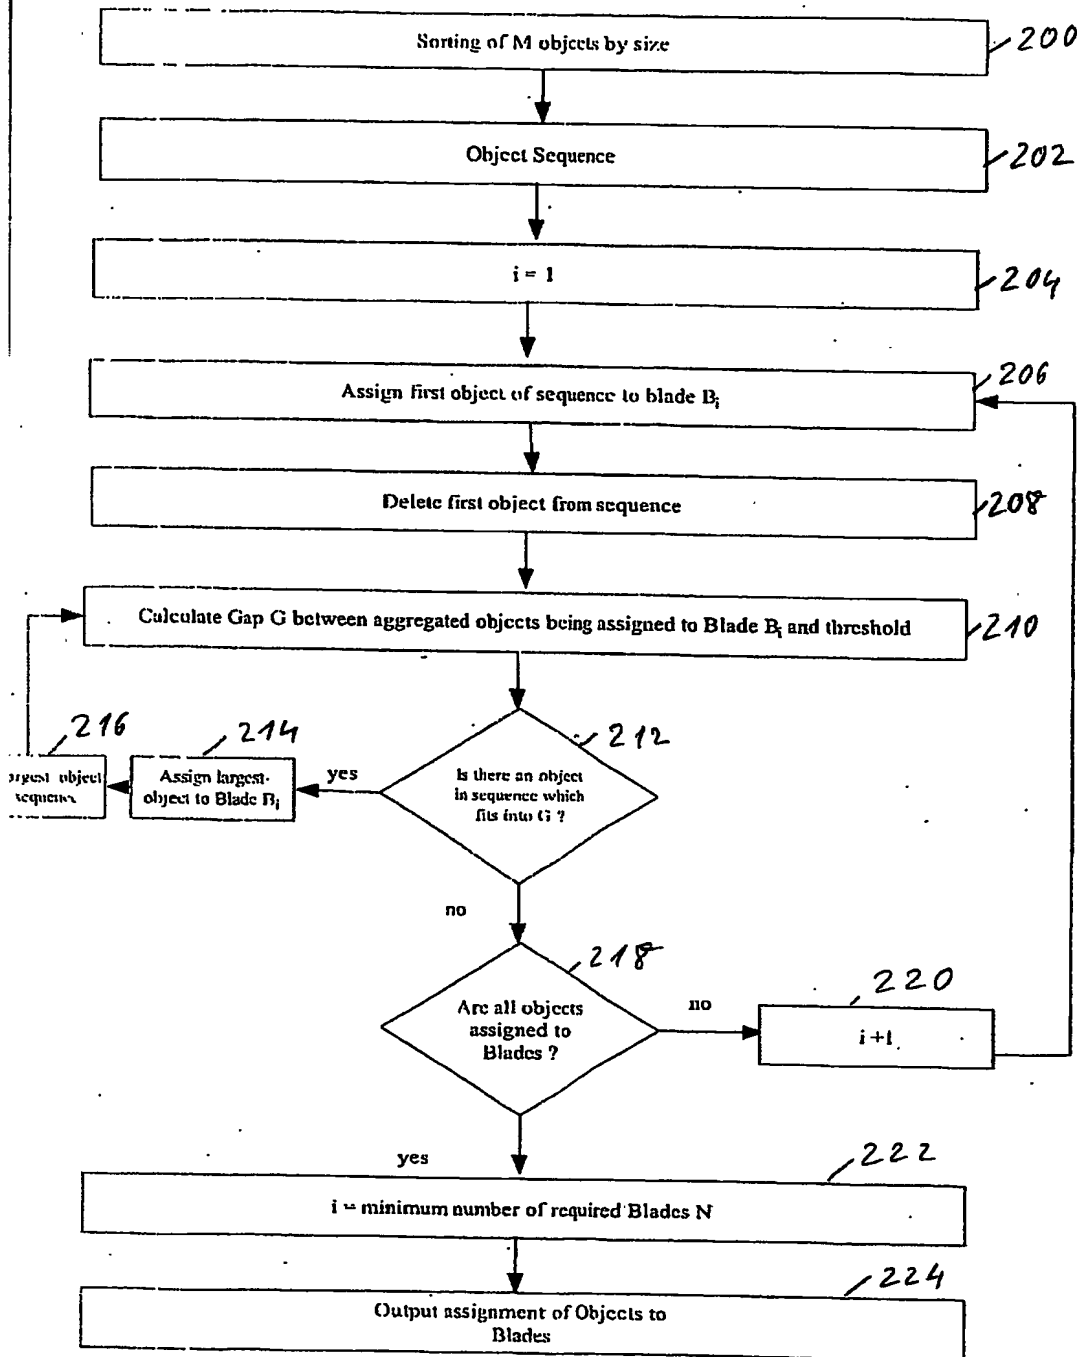 Sorting of M objects by size
200
Object Sequence
202
i = 1
204
Assign first object of sequence to blade Bi
206
Delete first object from sequence
208
Calculate Gap G between aggregated objects being assigned to Blade Bi and threshold
210
216
214
212
object
sequence
Assign largest
object to Blade Bi
yes
Is there an object
in sequence which
fits into G ?
no
218
Are all objects
assigned to
Blades ?
no
220
i +1
yes
222
i = minimum number of required Blades N
224
Output assignment of Objects to
Blades